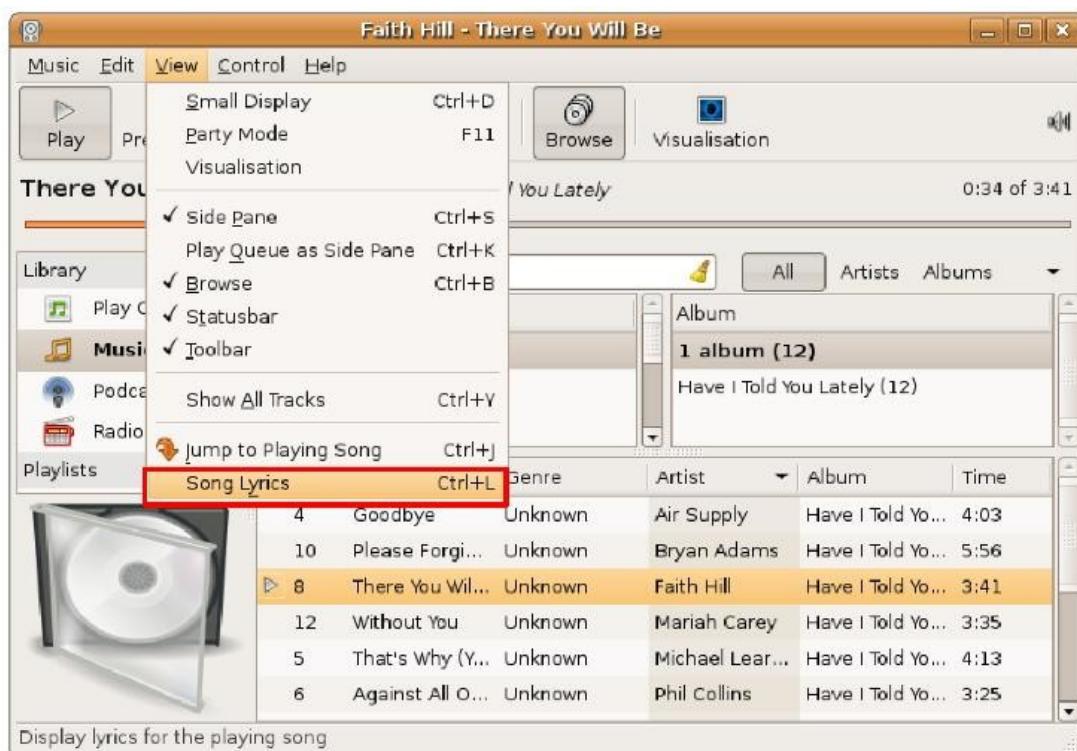 Faith Hill - There You Will Be
Music Edit View Control Help
Small Display Ctrl+D
Party Mode F11
Visualisation
Side Pane Ctrl+S
Play Queue as Side Pane Ctrl+K
Browse Ctrl+B
Statusbar
Toolbar
Show All Tracks Ctrl+Y
Jump to Playing Song Ctrl+J
Song Lyrics Ctrl+L
Play Pre Browse Visualisation
There You You Lately 0:34 of 3:41
Library
All Artists Albums
Play
Musi
Podca
Radio
Playlists
Album
1 album (12)
Have I Told You Lately (12)
Genre Artist Album Time
4 Goodbye Unknown Air Supply Have I Told Yo... 4:03
10 Please Forgi... Unknown Bryan Adams Have I Told Yo... 5:56
8 There You Wil... Unknown Faith Hill Have I Told Yo... 3:41
12 Without You Unknown Mariah Carey Have I Told Yo... 3:35
5 That's Why (Y... Unknown Michael Lear... Have I Told Yo... 4:13
6 Against All O... Unknown Phil Collins Have I Told Yo... 3:25
Display lyrics for the playing song